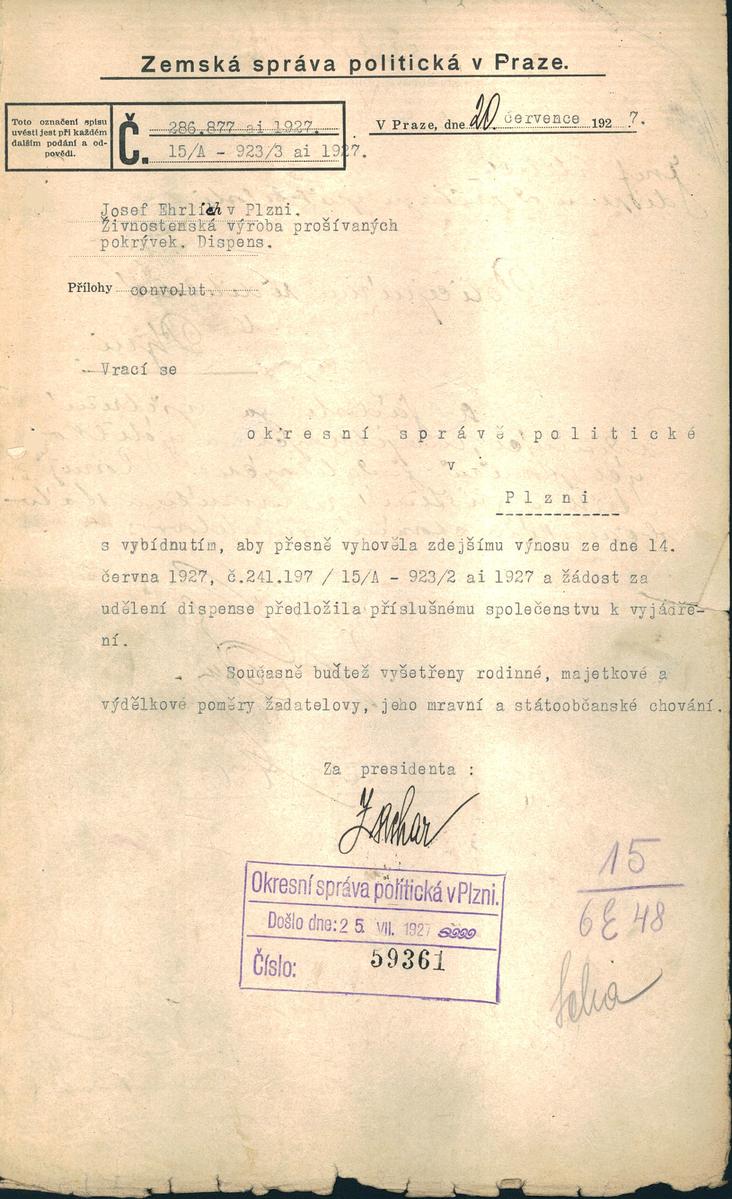 Zemská správa politická v Praze.
Toto označení spisu
uvésti jest při každém
dalším podání a od-
povědi.
Č. 286.877 ai 1927.
15/A - 923/3 ai 1927.
V Praze, dne 20 července 1927.
Josef Ehrlich v Plzni.
Živnostenská výroba prošívaných
pokrývek. Dispens.
Přílohy convolut.
Vrací se
okresní správě politické
v
Plzni
s vybídnutím, aby přesně vyhověla zdejšímu výnosu ze dne 14.
června 1927, č.241.197 / 15/A - 923/2 ai 1927 a žádost za
udělení dispense předložila příslušnému společenstvu k vyjádře-
ní.
Současně buďtež vyšetřeny rodinné, majetkové a
výdělkové poměry žadatelovy, jeho mravní a státoobčanské chování.
Za presidenta :
Okresní správa politická v Plzni.
Došlo dne: 25. VII. 1927
Číslo: 59361
15
6 E 48